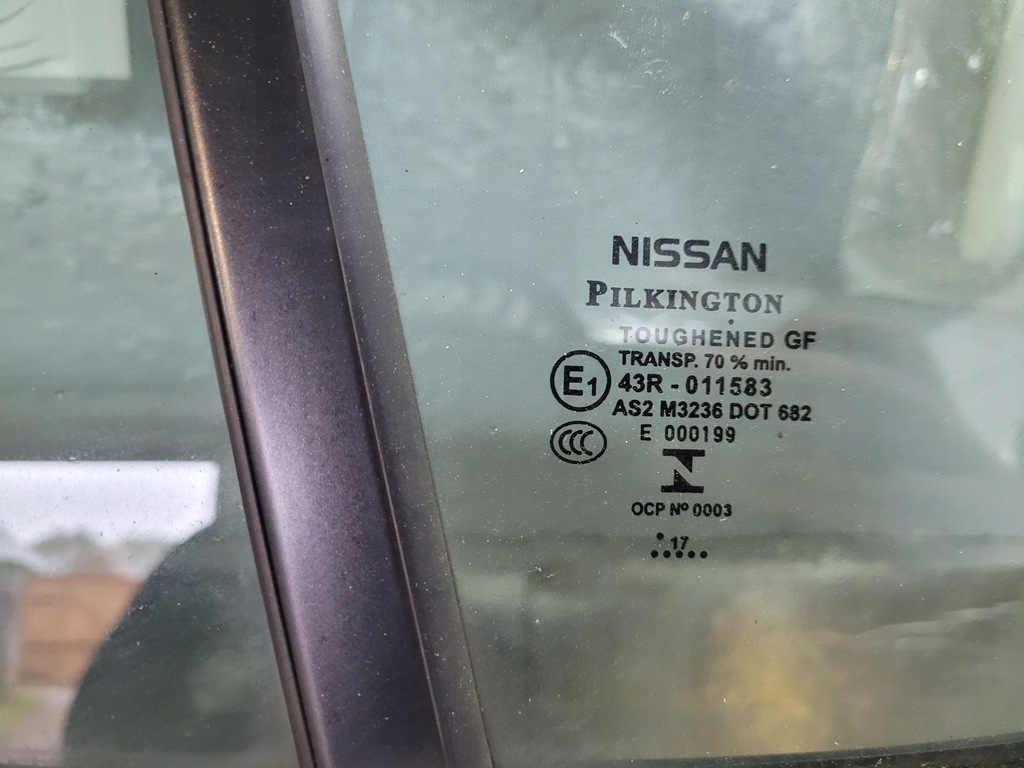 NISSAN
PILKINGTON
TOUGHENED GF
TRANSP. 70 % min.
E1 43R - 011583
AS2 M3236 DOT 682
CCC E 000199
N
OCP Nº 0003
17